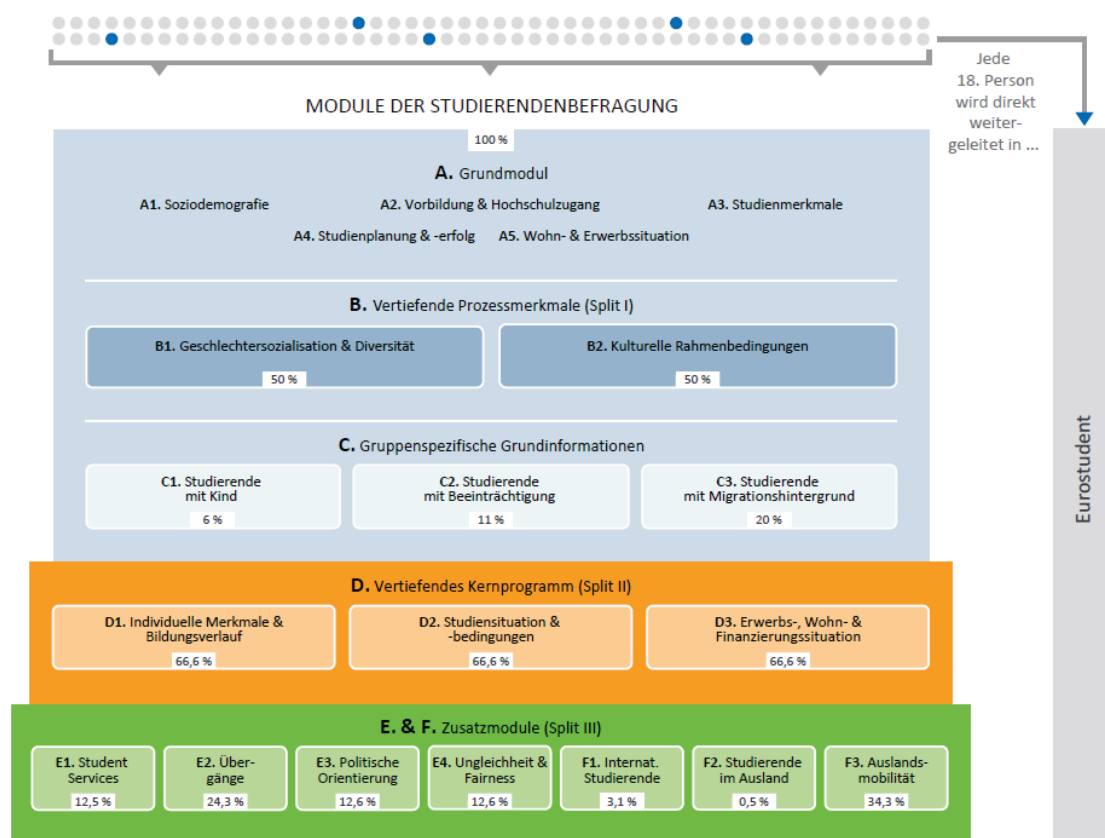 Jede
18. Person
wird direkt
weiter-
geleitet in ...
MODULE DER STUDIERENDENBEFRAGUNG
100 %
A. Grundmodul
A1. Soziodemografie
A2. Vorbildung & Hochschulzugang
A3. Studienmerkmale
A4. Studienplanung & -erfolg
A5. Wohn- & Erwerbssituation
B. Vertiefende Prozessmerkmale (Split I)
B1. Geschlechtersozialisation & Diversität
50 %
B2. Kulturelle Rahmenbedingungen
50 %
C. Gruppenspezifische Grundinformationen
C1. Studierende
mit Kind
6 %
C2. Studierende
mit Beeinträchtigung
11 %
C3. Studierende
mit Migrationshintergrund
20 %
D. Vertiefendes Kernprogramm (Split II)
D1. Individuelle Merkmale &
Bildungsverlauf
66,6 %
D2. Studiensituation &
-bedingungen
66,6 %
D3. Erwerbs-, Wohn- &
Finanzierungssituation
66,6 %
E. & F. Zusatzmodule (Split III)
E1. Student
Services
12,5 %
E2. Über-
gänge
24,3 %
E3. Politische
Orientierung
12,6 %
E4. Ungleichheit &
Fairness
12,6 %
F1. Internat.
Studierende
3,1 %
F2. Studierende
im Ausland
0,5 %
F3. Auslands-
mobilität
34,3 %
Eurostudent